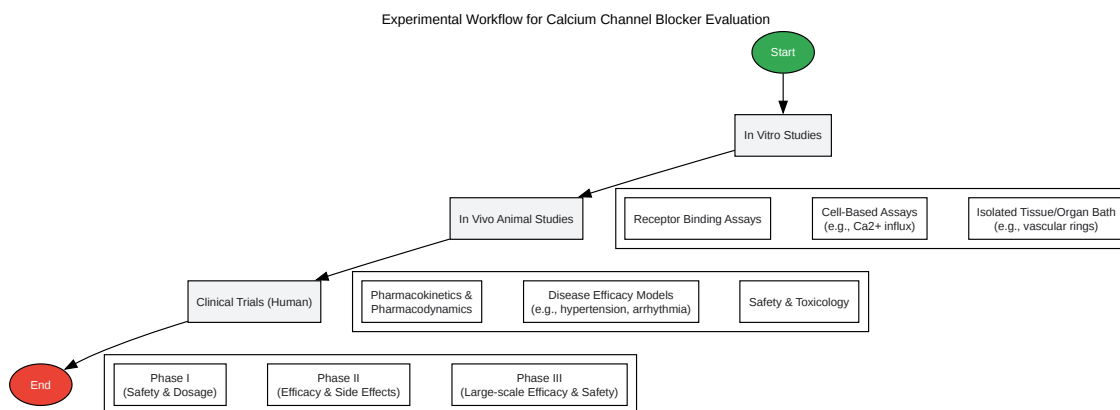 Experimental Workflow for Calcium Channel Blocker Evaluation
Start
In Vitro Studies
In Vivo Animal Studies
Receptor Binding Assays
Cell-Based Assays
(e.g., Ca2+ influx)
Isolated Tissue/Organ Bath
(e.g., vascular rings)
Clinical Trials (Human)
Pharmacokinetics &
Pharmacodynamics
Disease Efficacy Models
(e.g., hypertension, arrhythmia)
Safety & Toxicology
End
Phase I
(Safety & Dosage)
Phase II
(Efficacy & Side Effects)
Phase III
(Large-scale Efficacy & Safety)